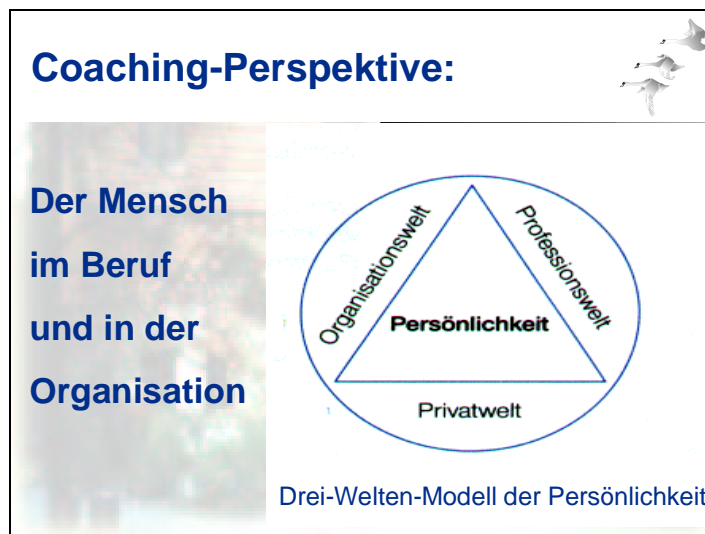 Coaching-Perspektive:
Der Mensch
im Beruf
und in der
Organisation
Organisationswelt
Professionswelt
Persönlichkeit
Privatwelt
Drei-Welten-Modell der Persönlichkeit